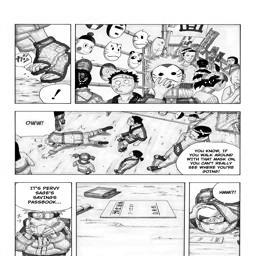 !
OWW!
YOU KNOW, IF
YOU WALK AROUND
WITH THAT MASK ON,
YOU CAN'T REALLY
SEE WHERE YOU'RE
GOING!
IT'S PERVY
SAGE'S
SAVINGS
PASSBOOK...
HMM?!